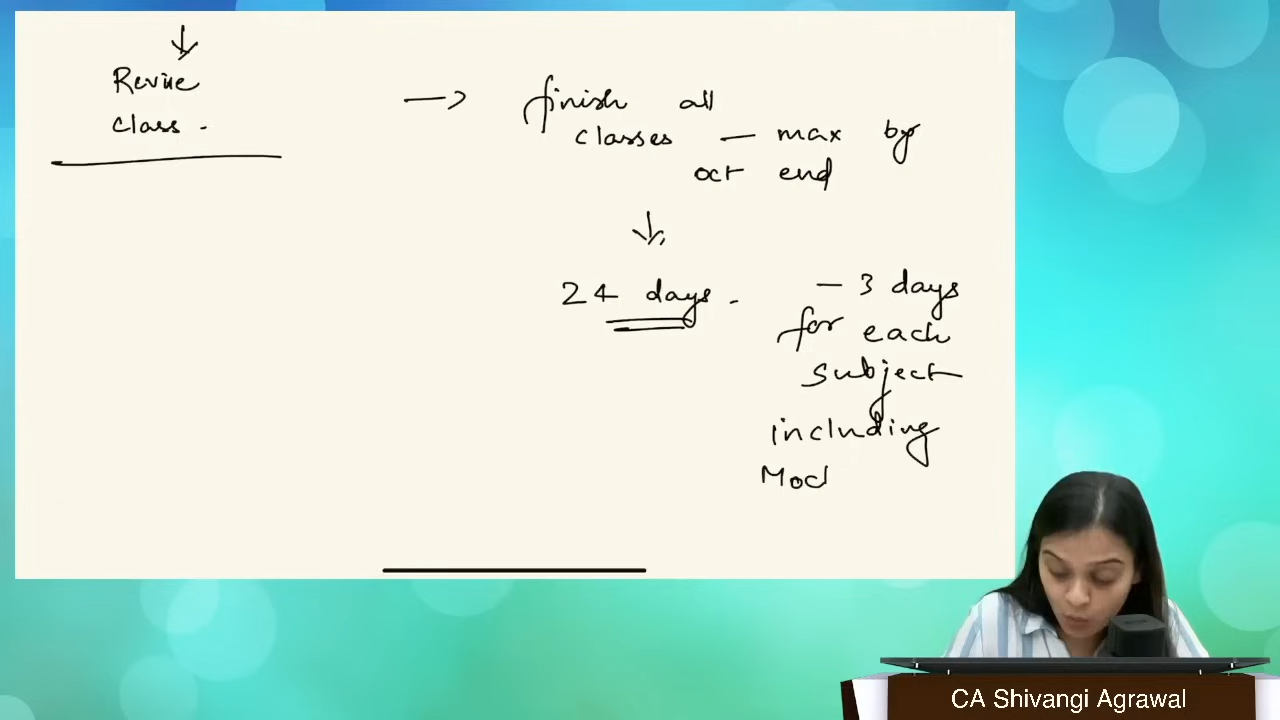 ↓
Revise
class.
→ finish all
classes — max by
oct end
↓
24 days. — 3 days
for each
subject
including
Mod
CA Shivangi Agrawal